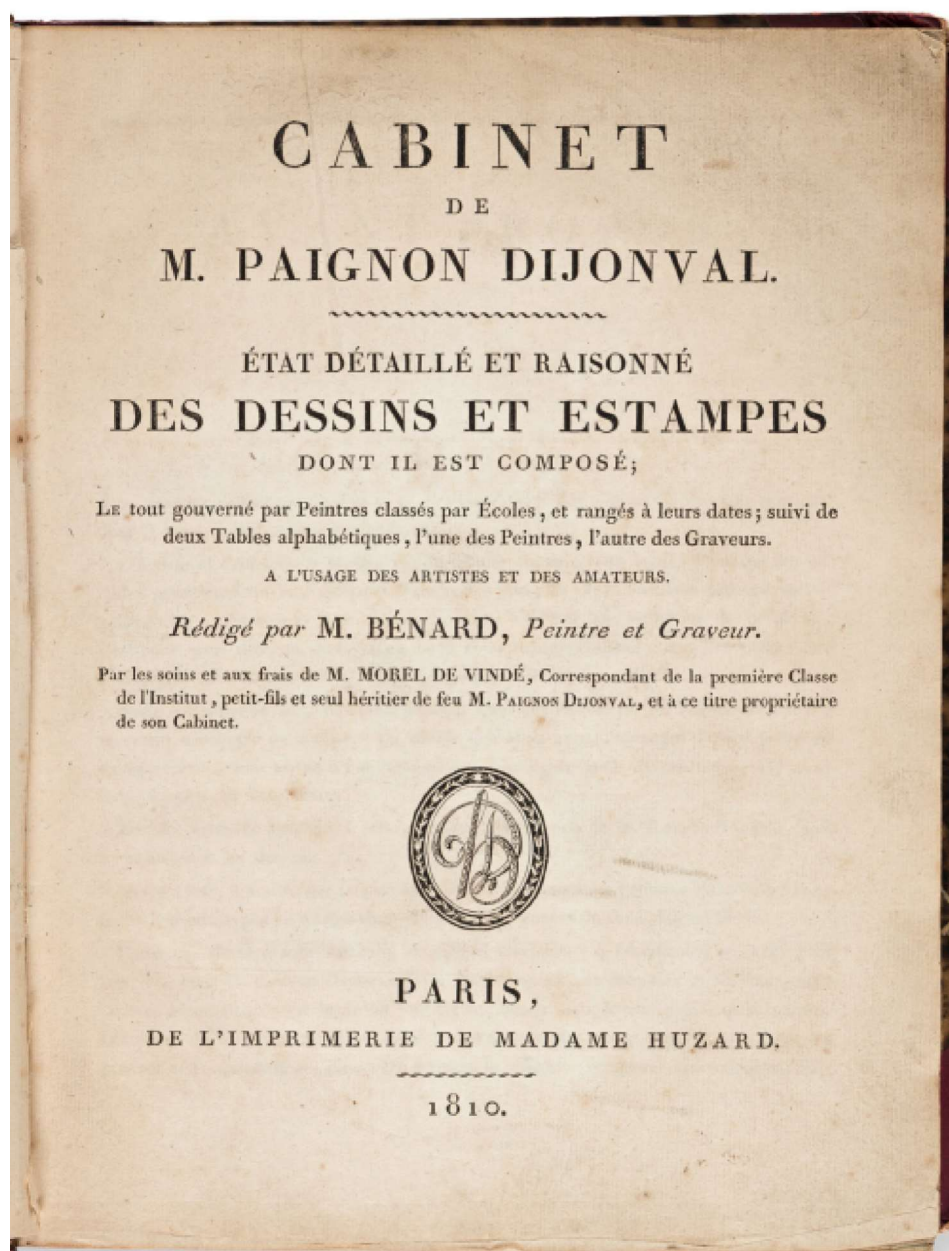 CABINET
DE
M. PAIGNON DIJONVAL.
ÉTAT DÉTAILLÉ ET RAISONNÉ
DES DESSINS ET ESTAMPES
DONT IL EST COMPOSÉ;
LE tout gouverné par Peintres classés par Écoles, et rangés à leurs dates; suivi de
deux Tables alphabétiques, l'une des Peintres, l'autre des Graveurs.
A L'USAGE DES ARTISTES ET DES AMATEURS.
Rédigé par M. BÉNARD, Peintre et Graveur.
Par les soins et aux frais de M. MOREL DE VINDÉ, Correspondant de la première Classe
de l'Institut, petit-fils et seul héritier de feu M. PAIGNON DIJONVAL, et à ce titre propriétaire
de son Cabinet.
PARIS,
DE L'IMPRIMERIE DE MADAME HUZARD.
1810.